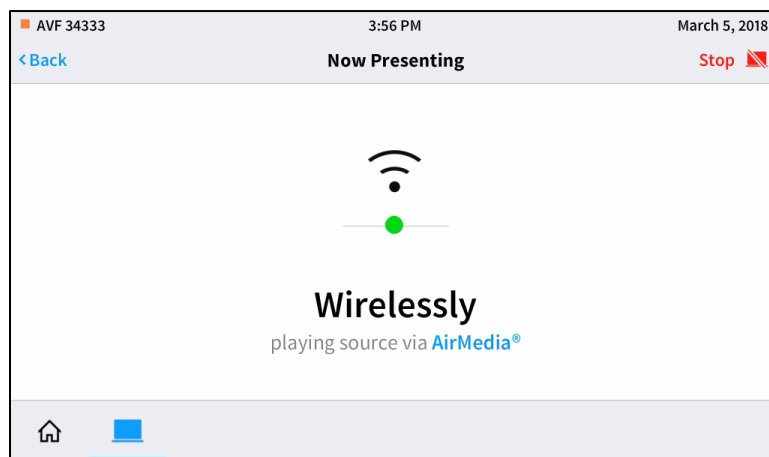 AVF 34333 3:56 PM March 5, 2018
Back Now Presenting Stop
Wirelessly
playing source via AirMedia®